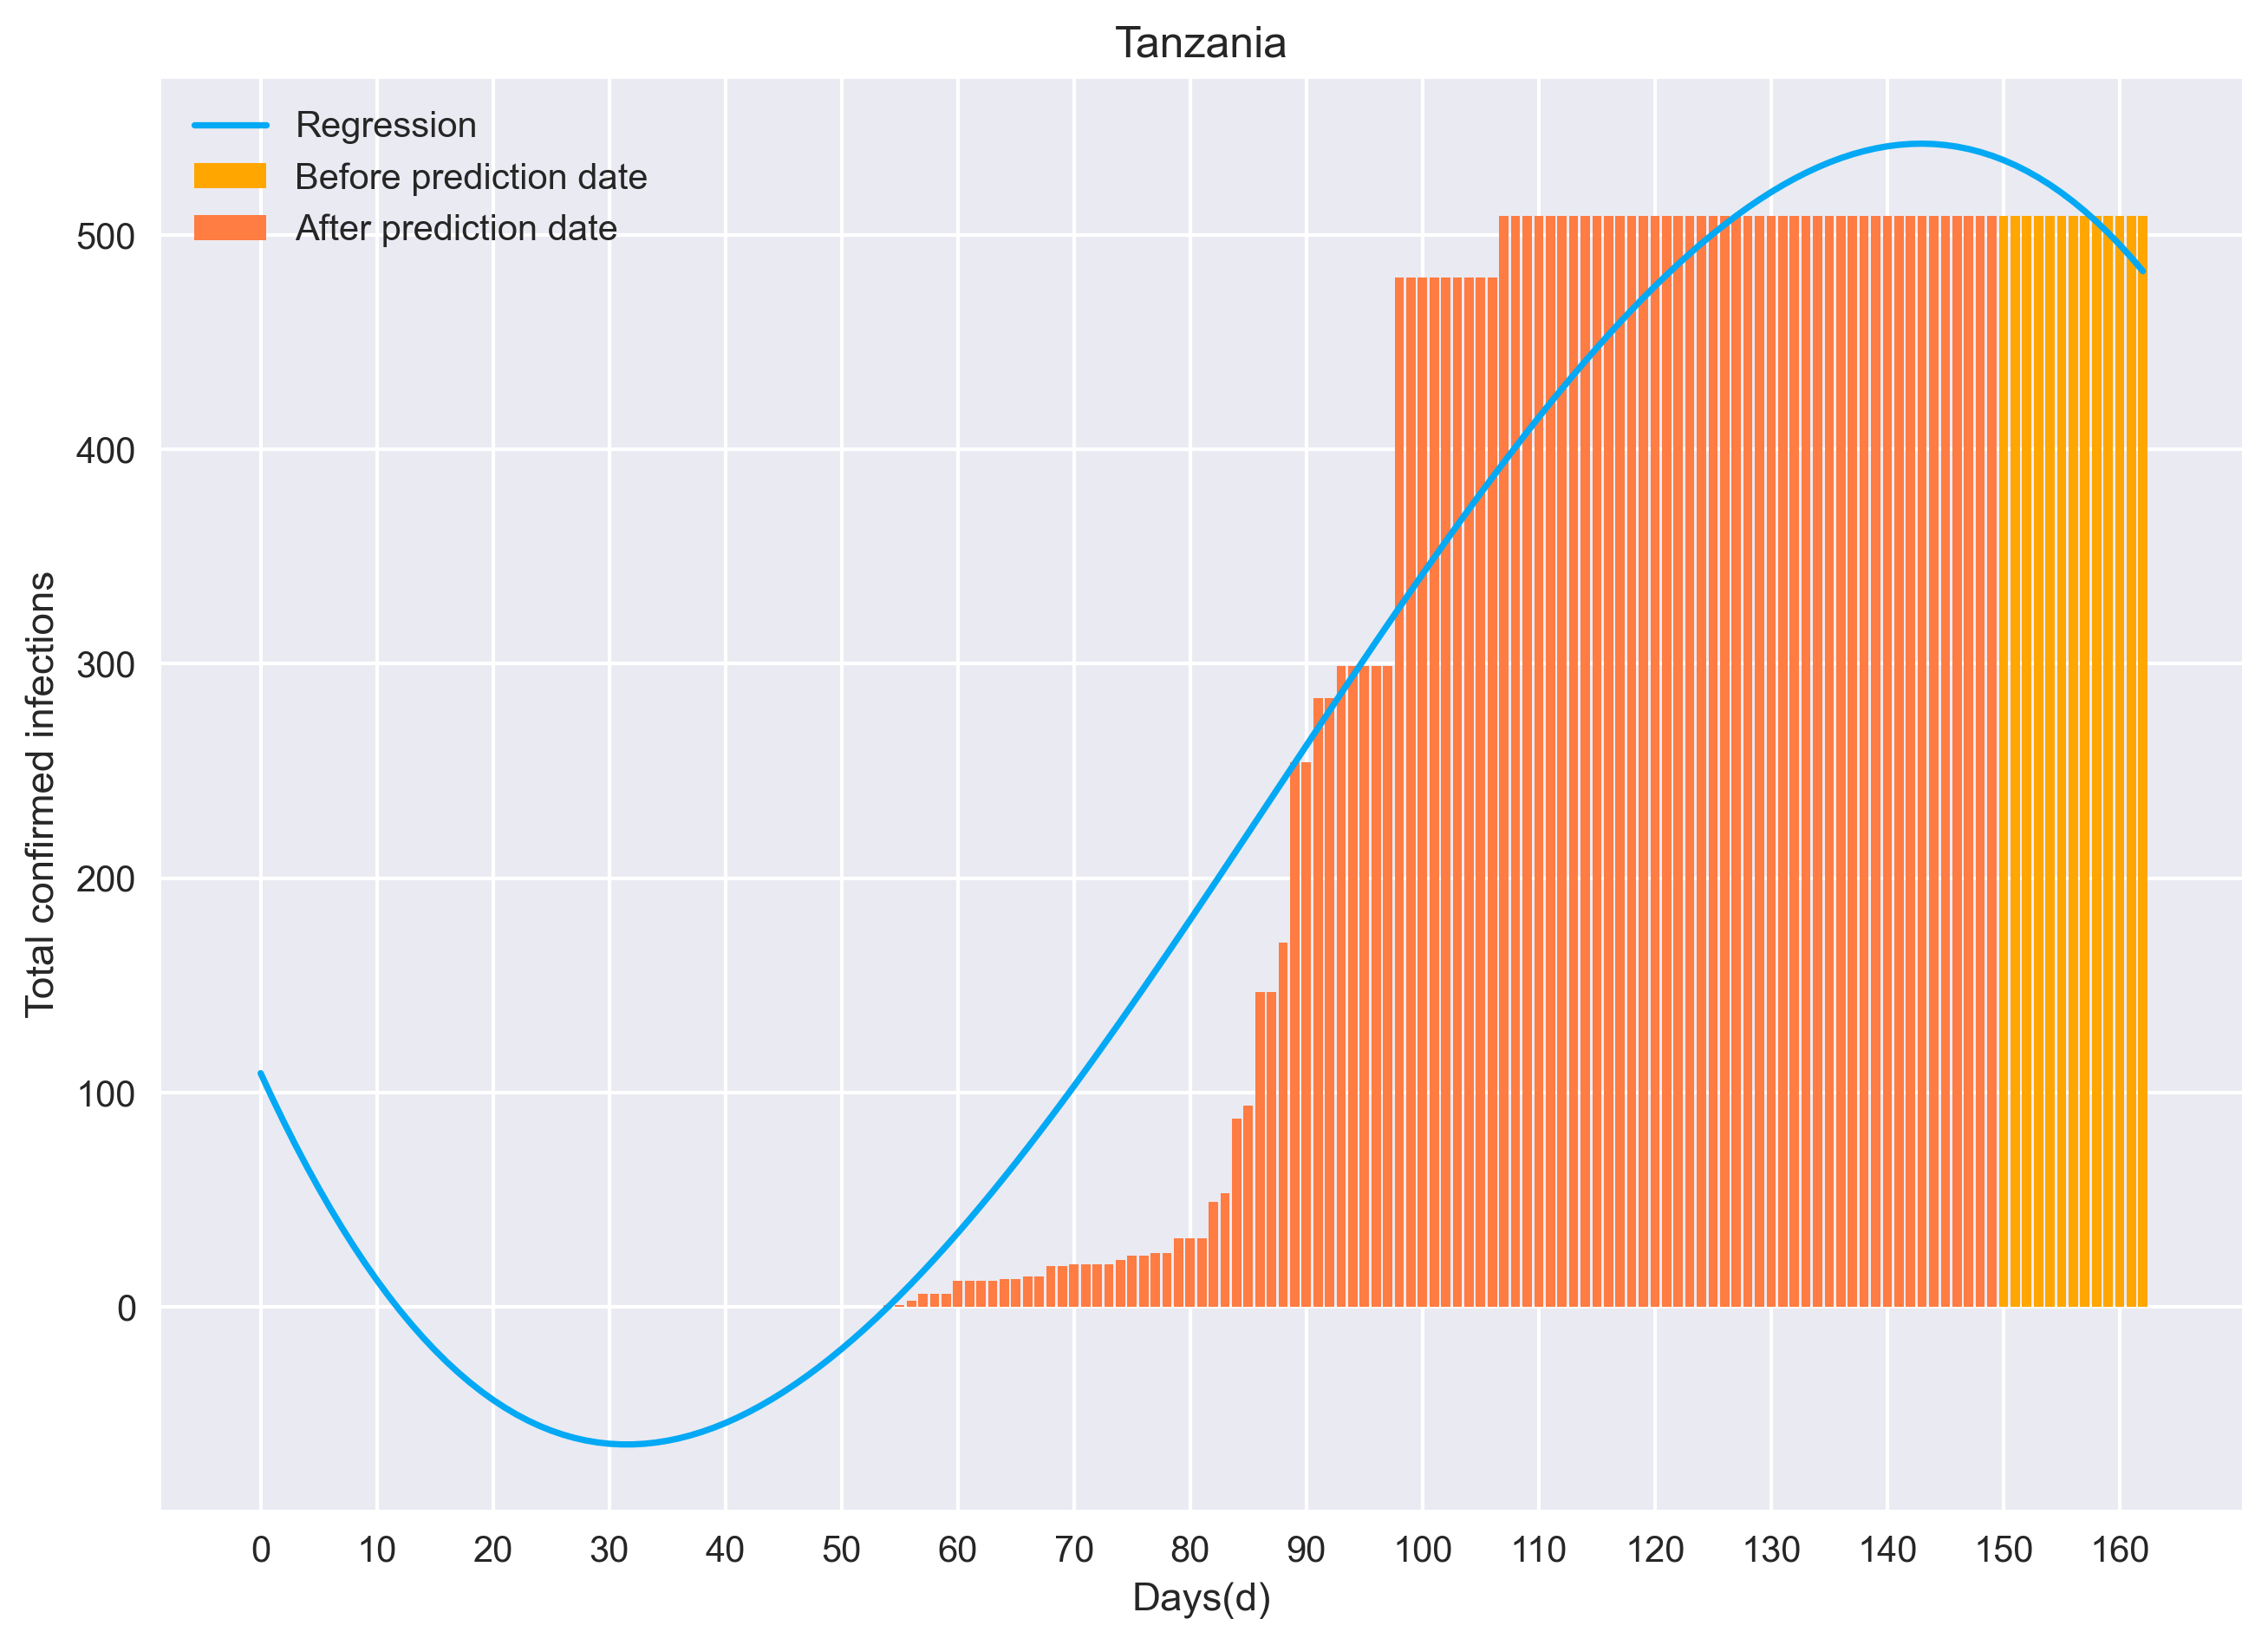 Tanzania
Regression
Before prediction date
After prediction date
Total confirmed infections
500
400
300
200
100
0
0 10 20 30 40 50 60 70 80 90 100 110 120 130 140 150 160
Days(d)